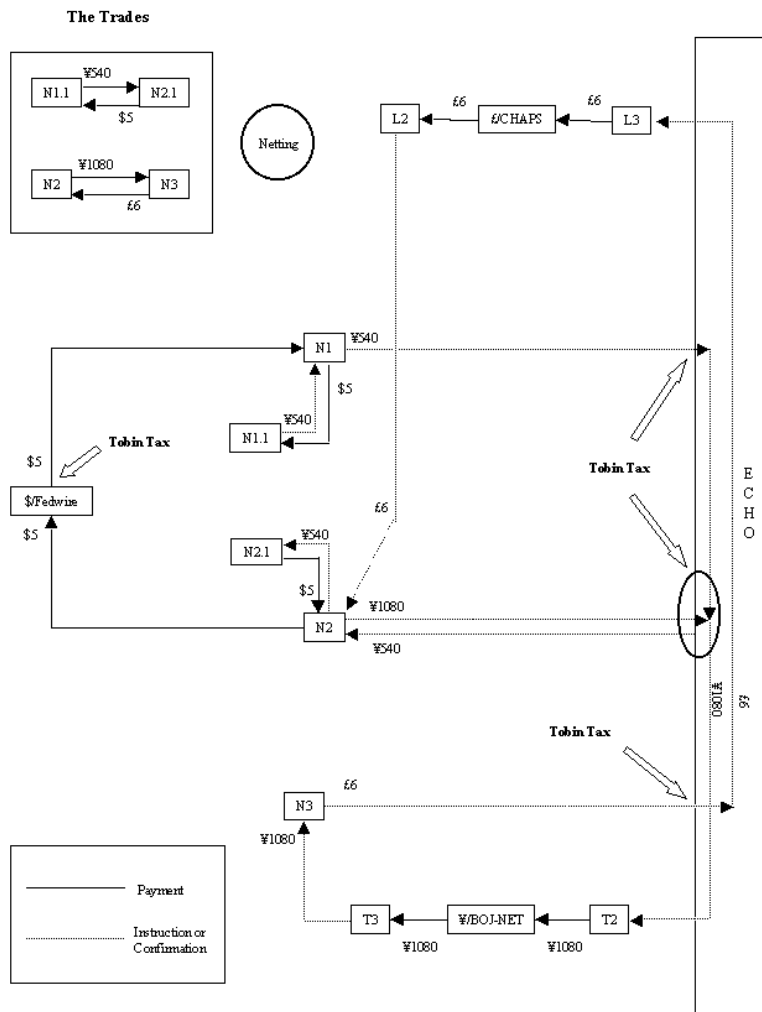 The Trades
¥540
N1.1
N2.1
$5
¥1080
N2
N3
£6
Netting
£6
£6
L2
£/CHAPS
L3
N1
¥540
$5
¥540
N1.1
Tobin Tax
$5
$/Fedwire
$5
Tobin Tax
ECHO
£6
N2.1
¥540
$5
N2
¥1080
¥540
¥1080
£6
Tobin Tax
£6
N3
¥1080
T3
¥/BOJ-NET
T2
¥1080
¥1080
Payment
Instruction or
Confirmation